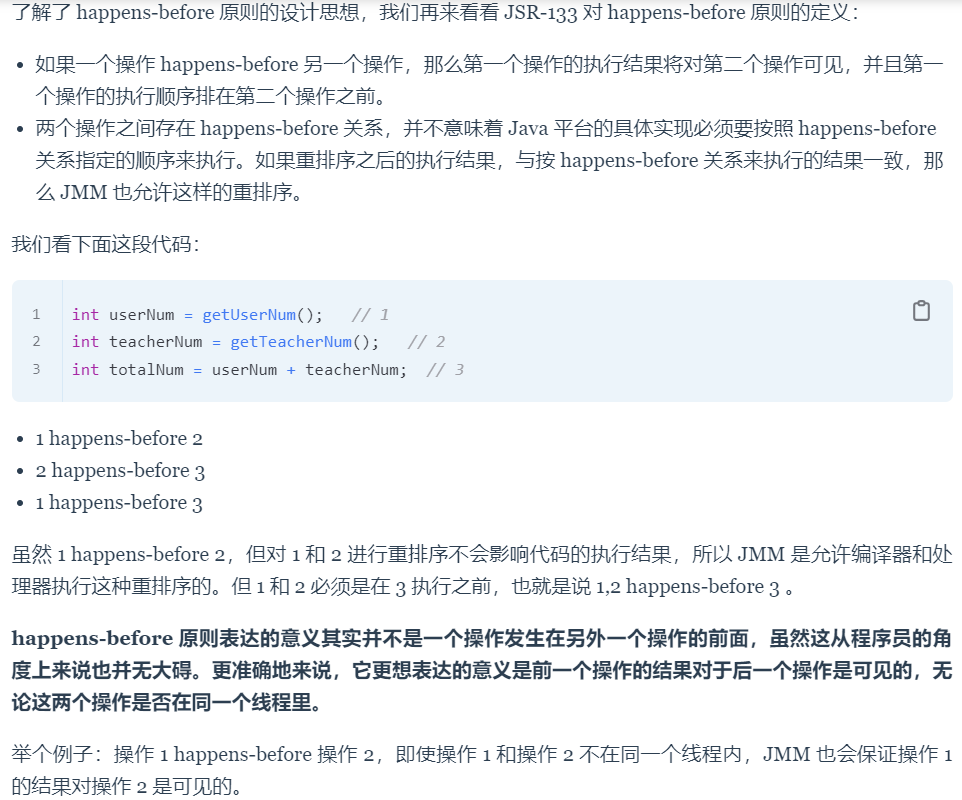 了解了 happens-before 原则的设计思想，我们再来看看 JSR-133 对 happens-before 原则的定义：
• 如果一个操作 happens-before 另一个操作，那么第一个操作的执行结果将对第二个操作可见，并且第一
个操作的执行顺序排在第二个操作之前。
• 两个操作之间存在 happens-before 关系，并不意味着 Java 平台的具体实现必须要按照 happens-before
关系指定的顺序来执行。如果重排序之后的执行结果，与按 happens-before 关系来执行的结果一致，那
么 JMM 也允许这样的重排序。
我们看下面这段代码：
1 int userNum = getUserNum(); // 1
2 int teacherNum = getTeacherNum(); // 2
3 int totalNum = userNum + teacherNum; // 3
• 1 happens-before 2
• 2 happens-before 3
• 1 happens-before 3
虽然 1 happens-before 2，但对 1 和 2 进行重排序不会影响代码的执行结果，所以 JMM 是允许编译器和处
理器执行这种重排序的。但 1 和 2 必须是在 3 执行之前，也就是说 1,2 happens-before 3 。
happens-before 原则表达的意义其实并不是一个操作发生在另外一个操作的前面，虽然这从程序员的角
度上来说也并无大碍。更准确地来说，它更想表达的意义是前一个操作的结果对于后一个操作是可见的，无
论这两个操作是否在同一个线程里。
举个例子：操作 1 happens-before 操作 2，即使操作 1 和操作 2 不在同一个线程内，JMM 也会保证操作 1
的结果对操作 2 是可见的。